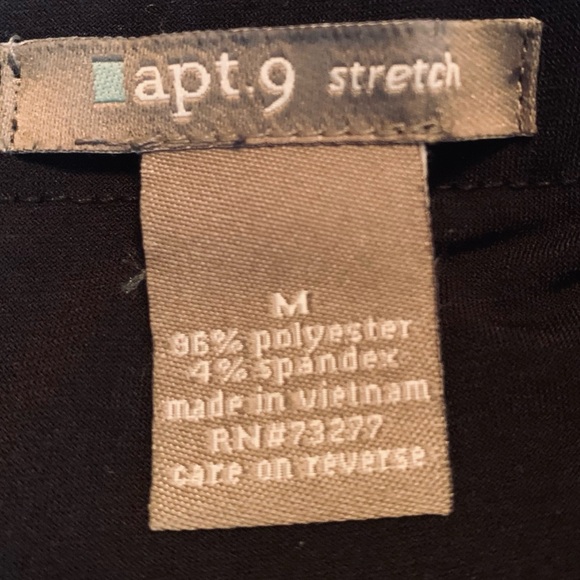 apt.9 stretch
M
96% polyester
4% spandex
made in vietnam
RN#73277
care on reverse